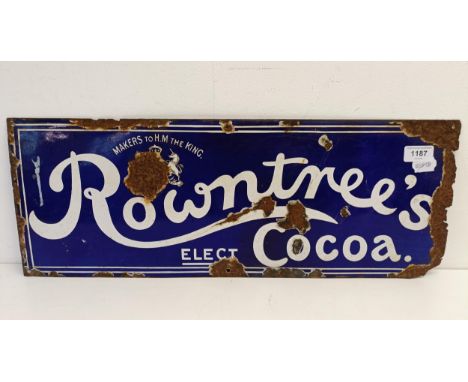 MAKERS TO H.M. THE KING.
1187
Rowntree's
ELECT Cocoa.